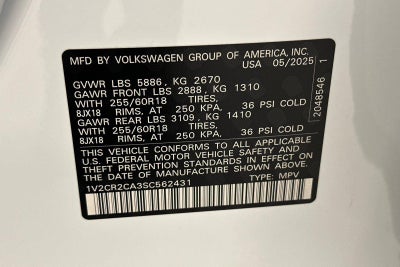 MFD BY VOLKSWAGEN GROUP OF AMERICA, INC.
USA 05/2025
GVWR LBS 5886, KG 2670
GAWR FRONT LBS 2888, KG 1310
WITH 255/60R18 TIRES,
8JX18 RIMS, AT 250 KPA, 36 PSI COLD
GAWR REAR LBS 3109, KG 1410
WITH 255/60R18 TIRES,
8JX18 RIMS, AT 250 KPA, 36 PSI COLD
THIS VEHICLE CONFORMS TO ALL APPLICABLE
U.S. FEDERAL MOTOR VEHICLE SAFETY AND
THEFT PREVENTION STANDARDS IN EFFECT ON THE
DATE OF MANUFACTURE SHOWN ABOVE.
1V2CR2CA3SC562431 TYPE: MPV
2048546 1